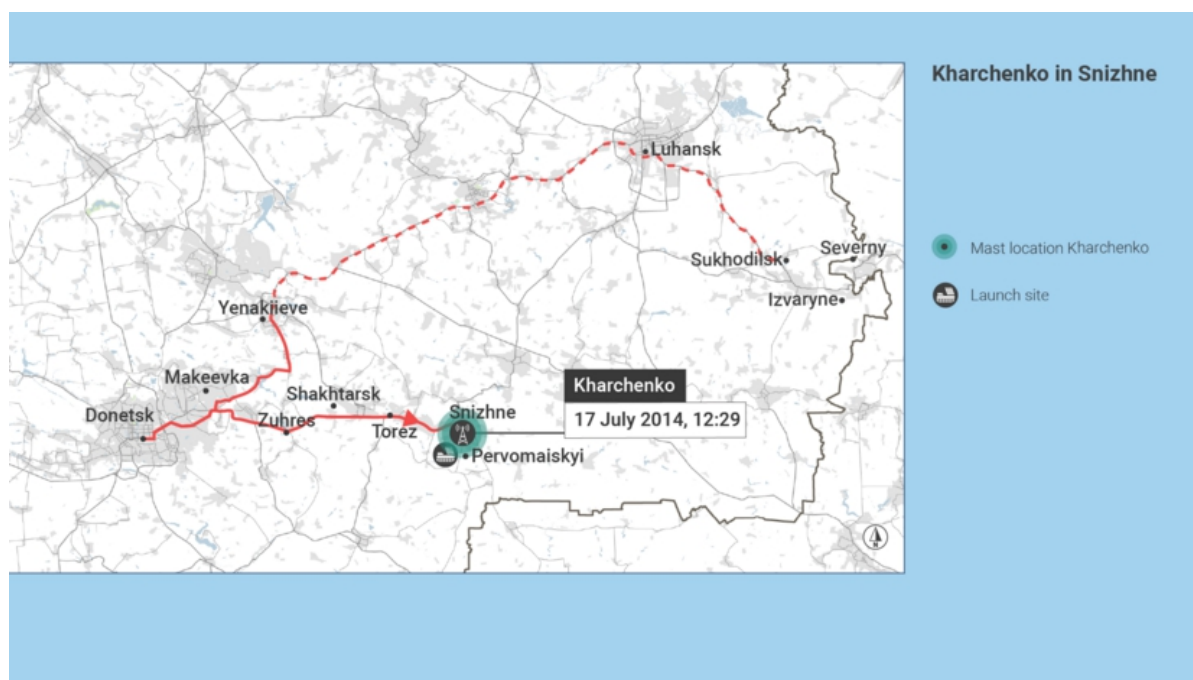 Kharchenko in Snizhne
Luhansk
Sukhodilsk
Severny
Izvaryne
Yenakiieve
Makeevka
Shakhtarsk
Donetsk
Zuhres
Torez
Snizhne
Pervomaiskyi
Kharchenko
17 July 2014, 12:29
Mast location Kharchenko
Launch site
N